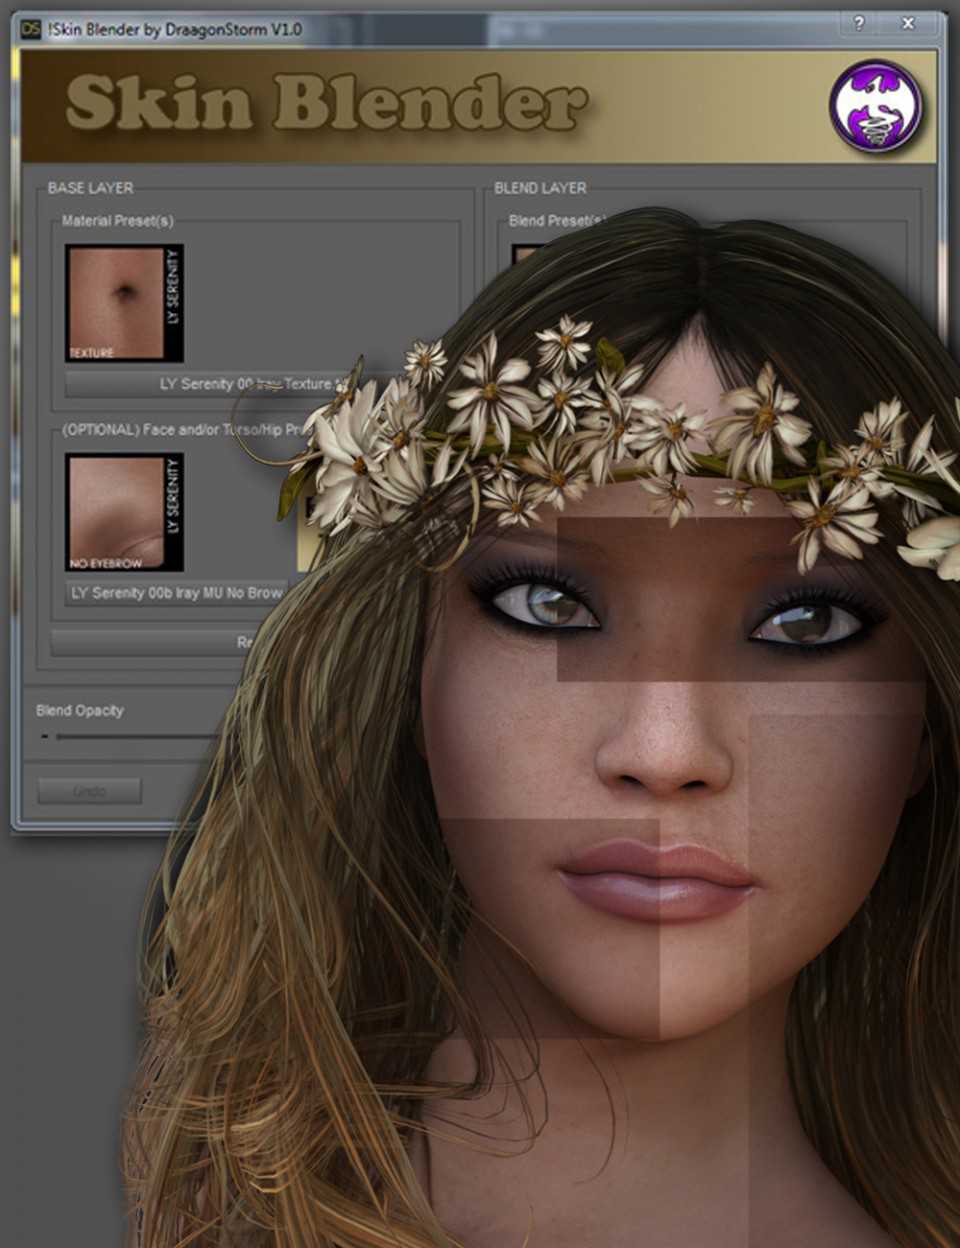 DS !Skin Blender by DraagonStorm V1.0
?
Skin Blender
BASE LAYER
BLEND LAYER
Material Preset(s)
Blend Preset(s)
LY SERENITY
TEXTURE
LY Serenity 00 Iray Texture
(OPTIONAL) Face and/or Torso/Hip
LY SERENITY
NO EYEBROW
LY Serenity 00b Iray MU No Brow
Blend Opacity
-
Undo